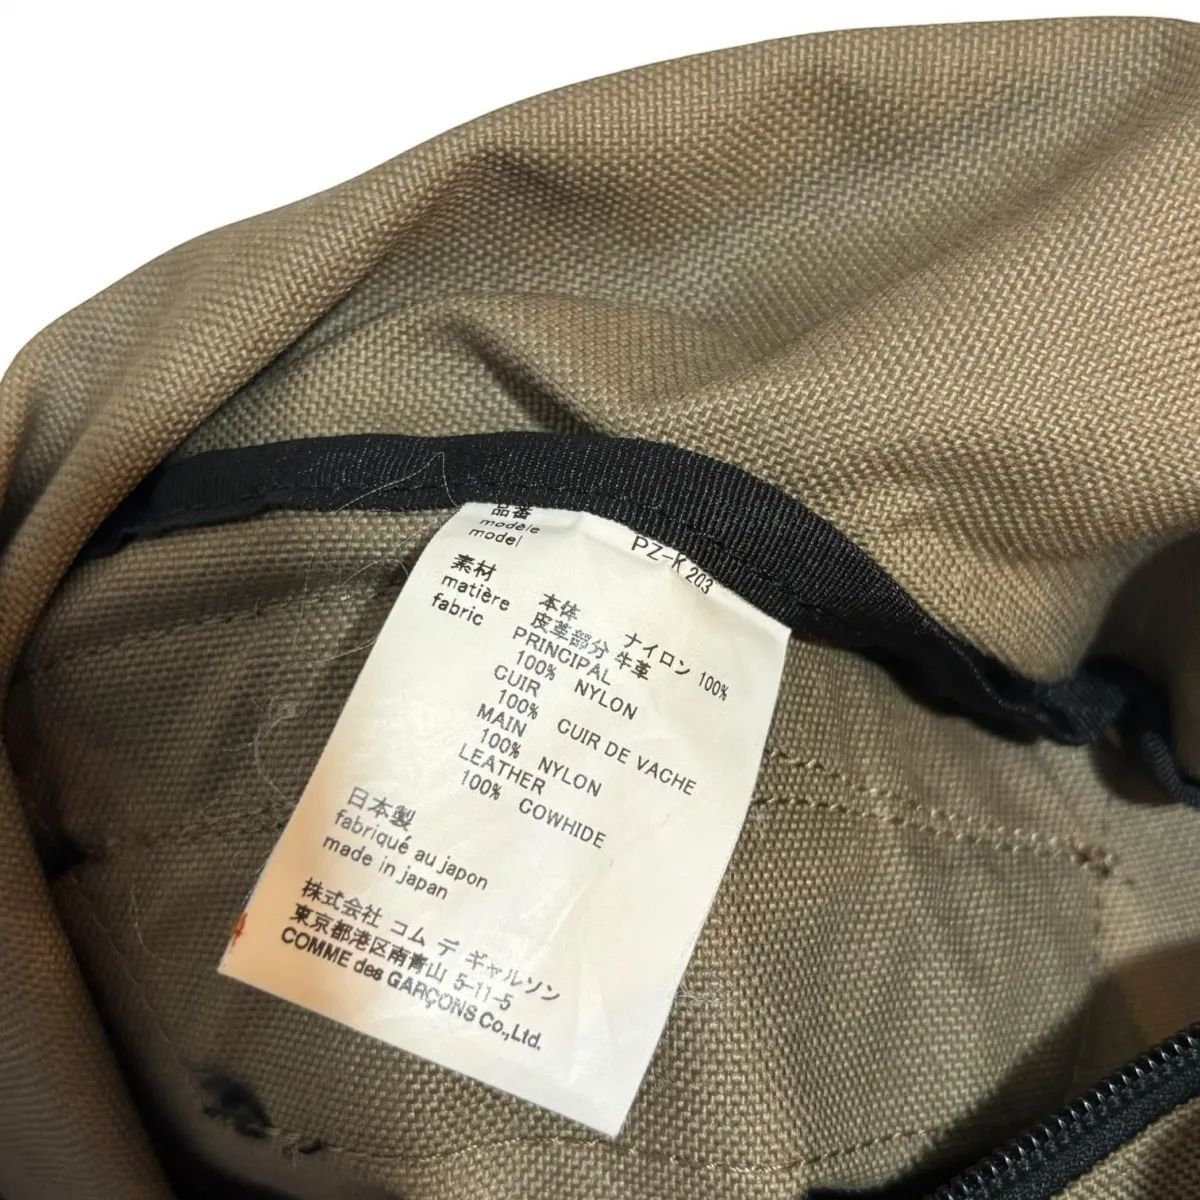 品番
modèle
model
PZ-K203
素材
matière
fabric
本体 ナイロン 100%
皮革部分 牛革
PRINCIPAL
100% NYLON
CUIR
100% CUIR DE VACHE
MAIN
100% NYLON
LEATHER
100% COWHIDE
日本製
fabriqué au japon
made in japan
株式会社 コム デ ギャルソン
東京都港区南青山 5-11-5
COMME des GARÇONS Co.,Ltd.